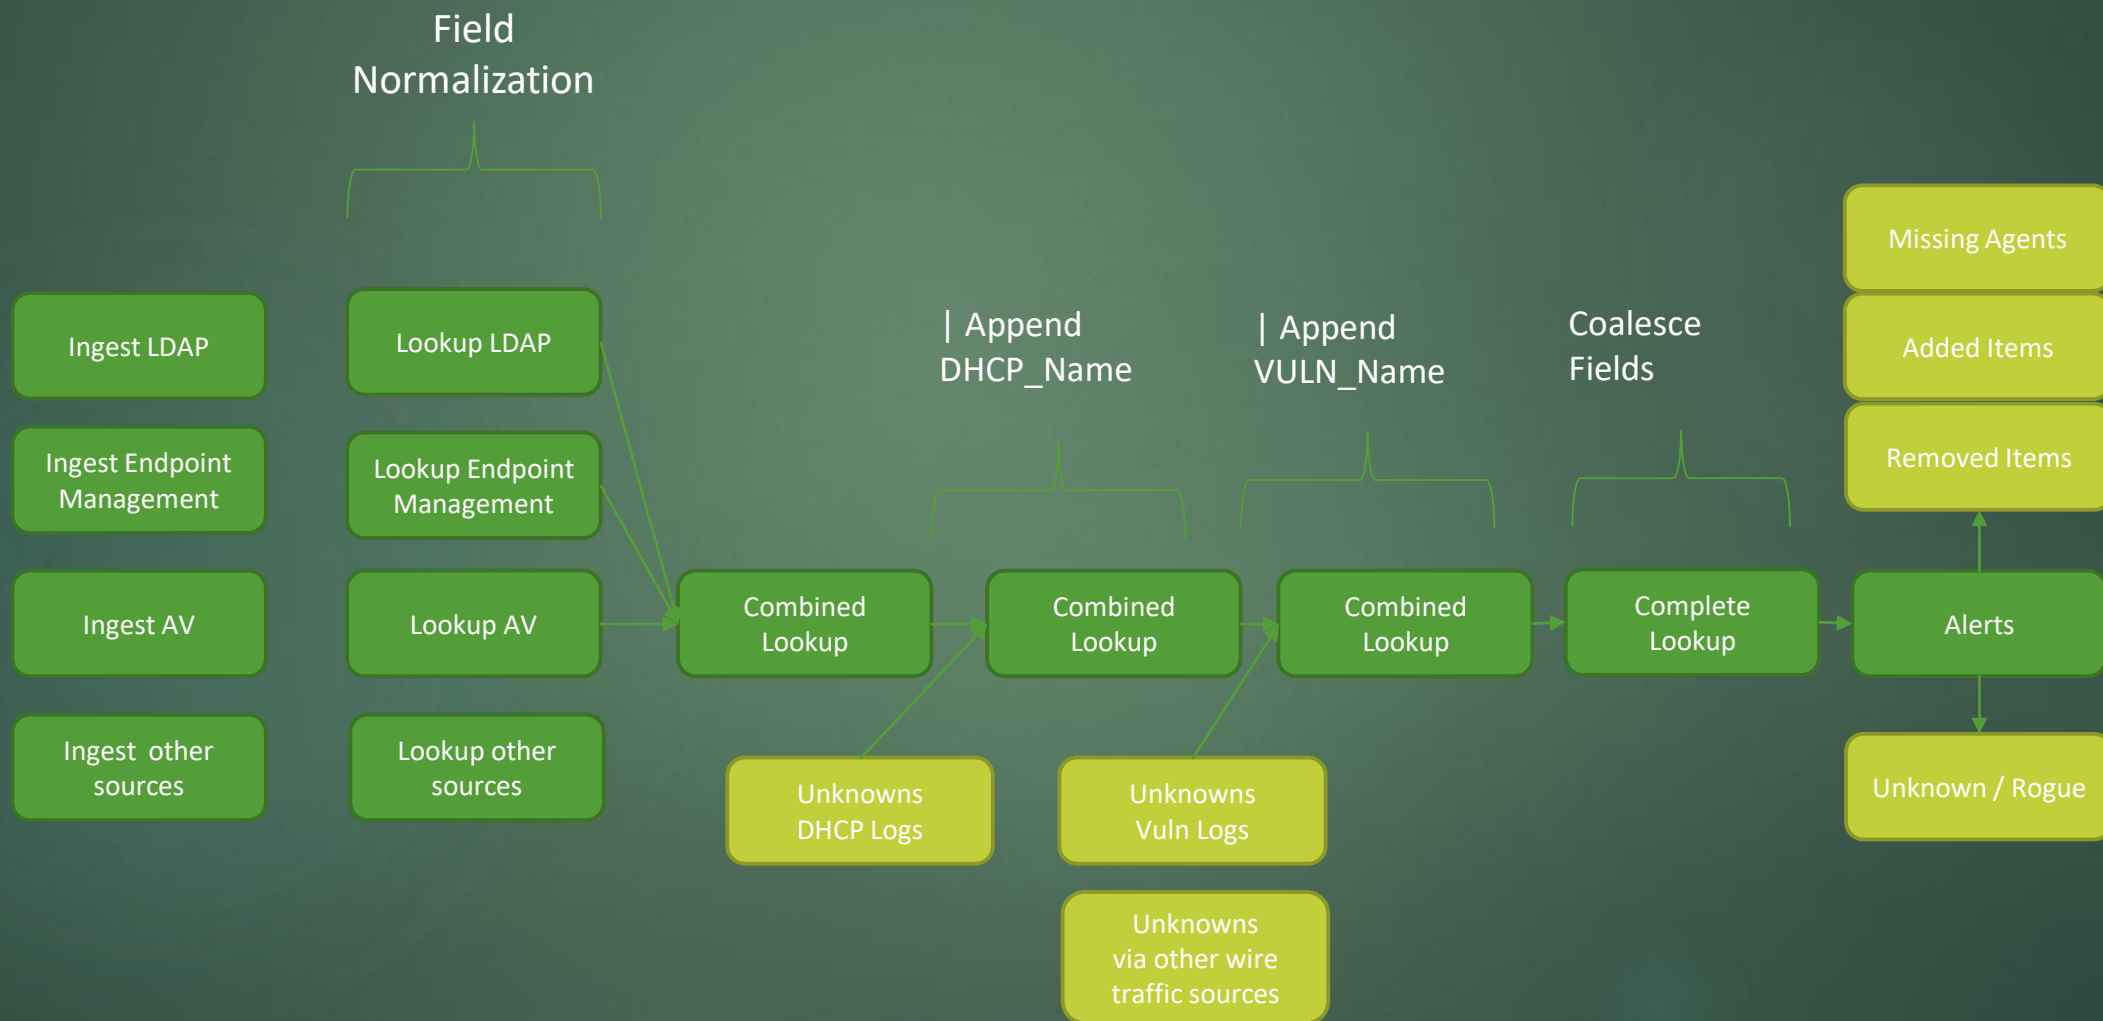 Field
Normalization
| Append
DHCP_Name
| Append
VULN_Name
Coalesce
Fields
Missing Agents
Added Items
Removed Items
Ingest LDAP
Lookup LDAP
Ingest Endpoint
Management
Lookup Endpoint
Management
Ingest AV
Lookup AV
Combined
Lookup
Combined
Lookup
Combined
Lookup
Complete
Lookup
Alerts
Ingest  other
sources
Lookup other
sources
Unknowns
DHCP Logs
Unknowns
Vuln Logs
Unknown / Rogue
Unknowns
via other wire
traffic sources